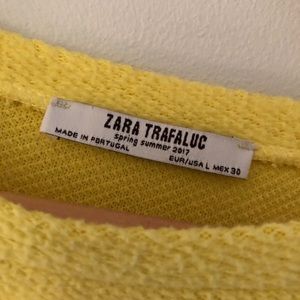 ZARA TRAFALUC
spring summer 2017
MADE IN PORTUGAL
EUR/USA L MEX 30